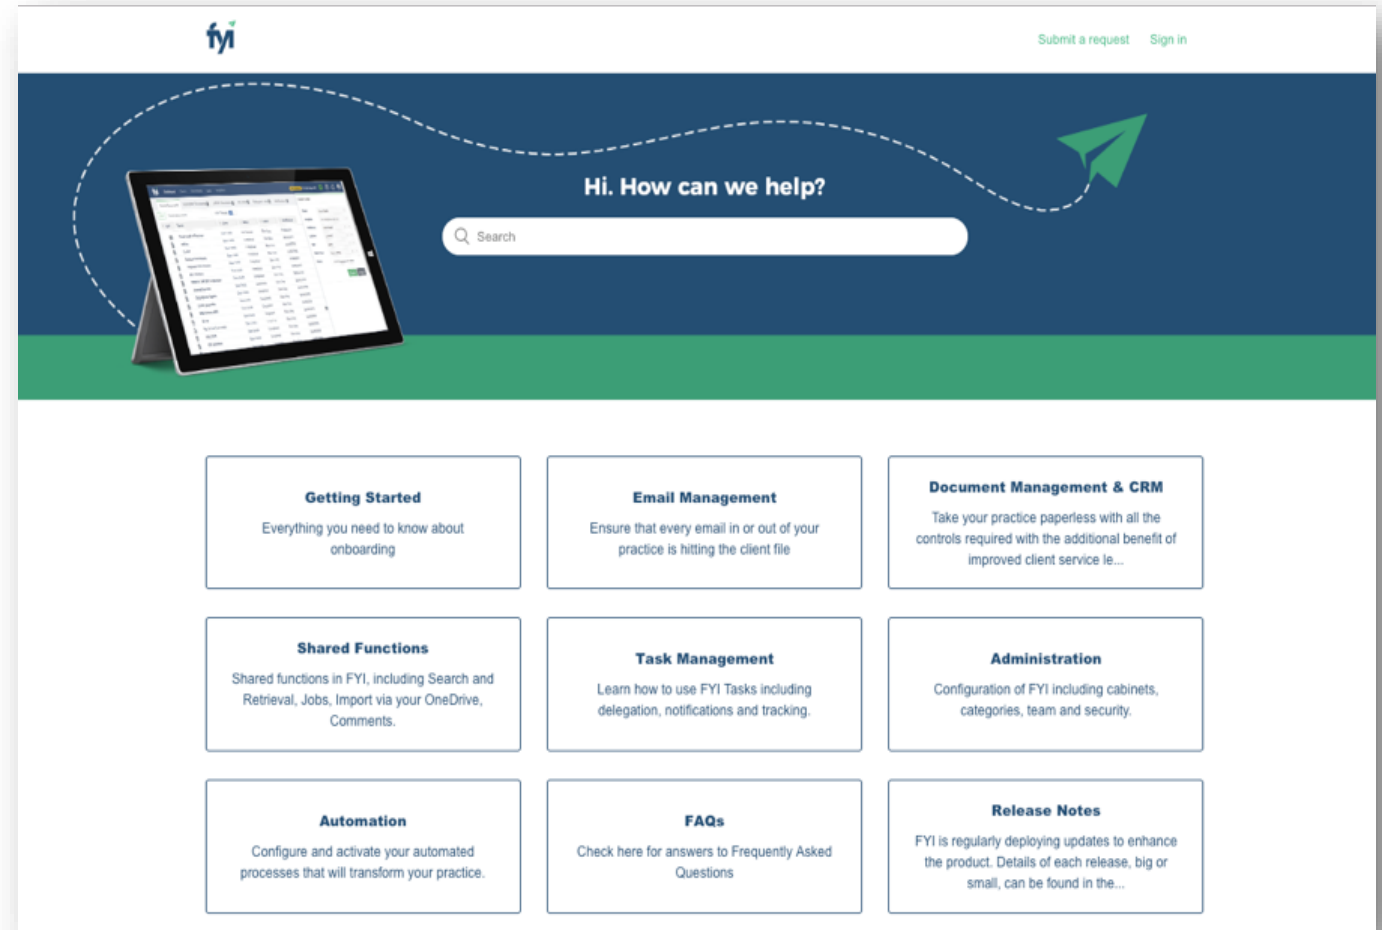 fyi
Submit a request Sign in
Hi. How can we help?
Search
Getting Started
Everything you need to know about
onboarding
Email Management
Ensure that every email in or out of your
practice is hitting the client file
Document Management & CRM
Take your practice paperless with all the
controls required with the additional benefit of
improved client service le...
Shared Functions
Shared functions in FYI, including Search and
Retrieval, Jobs, Import via your OneDrive,
Comments.
Task Management
Learn how to use FYI Tasks including
delegation, notifications and tracking.
Administration
Configuration of FYI including cabinets,
categories, team and security.
Automation
Configure and activate your automated
processes that will transform your practice.
FAQs
Check here for answers to Frequently Asked
Questions
Release Notes
FYI is regularly deploying updates to enhance
the product. Details of each release, big or
small, can be found in the...